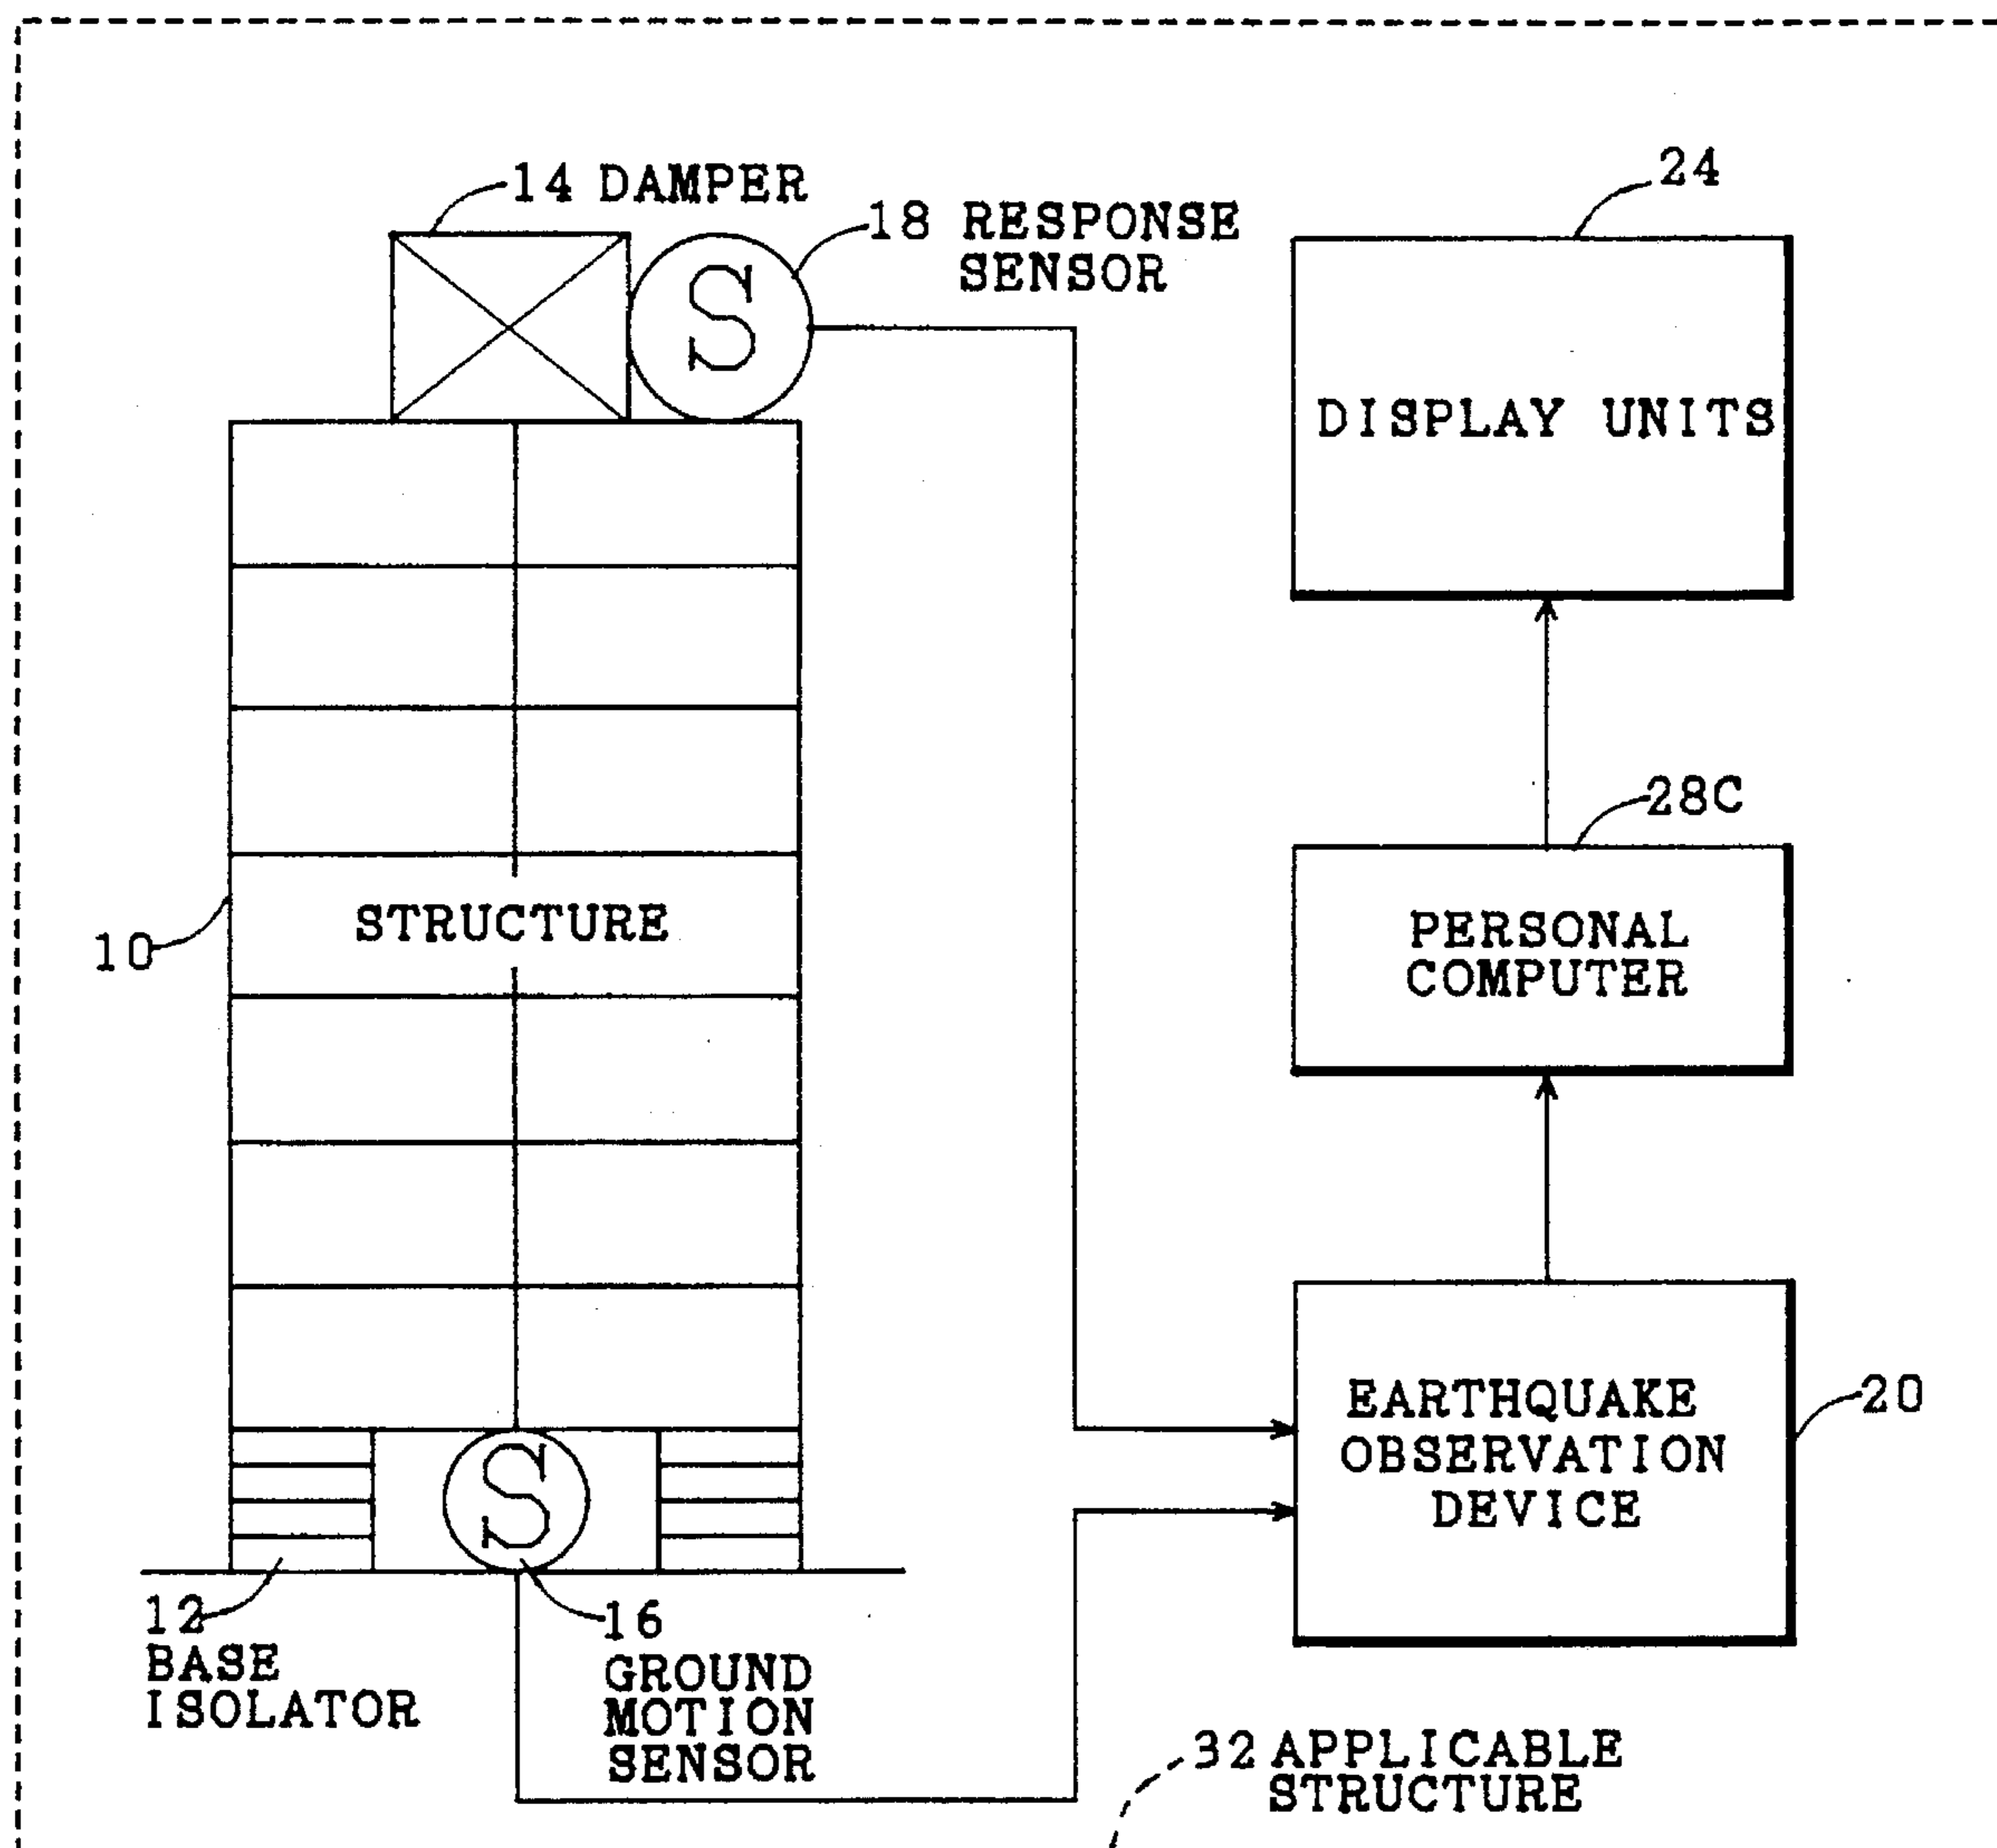 14 DAMPER
18 RESPONSE
SENSOR
S
24
DISPLAY UNITS
28C
PERSONAL
COMPUTER
10
STRUCTURE
20
EARTHQUAKE
OBSERVATION
DEVICE
S
12
BASE
ISOLATOR
16
GROUND
MOTION
SENSOR
32 APPLICABLE
STRUCTURE